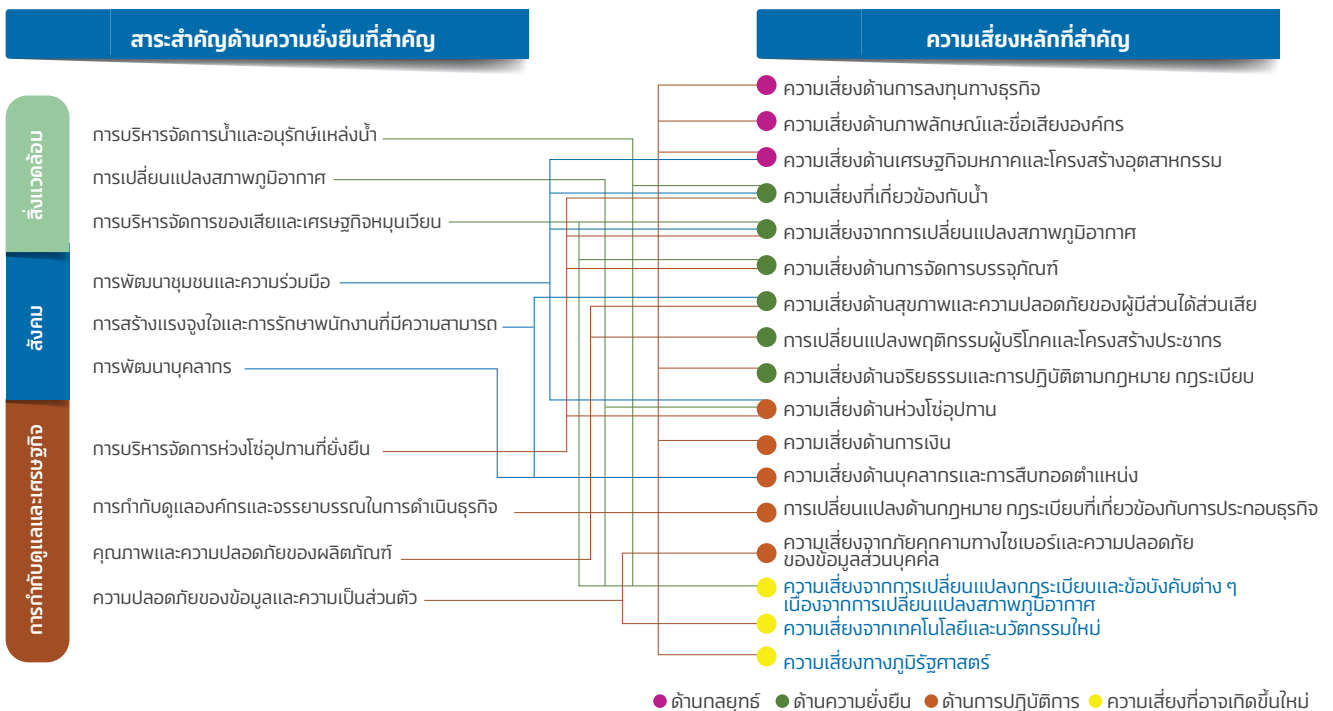 สาระสำคัญด้านความยั่งยืนที่สำคัญ
ความเสี่ยงหลักที่สำคัญ
สิ่งแวดล้อม
การบริหารจัดการน้ำและอนุรักษ์แหล่งน้ำ
การเปลี่ยนแปลงสภาพภูมิอากาศ
การบริหารจัดการของเสียและเศรษฐกิจหมุนเวียน
สังคม
การพัฒนาชุมชนและความร่วมมือ
การสร้างแรงจูงใจและการรักษาพนักงานที่มีความสามารถ
การพัฒนาบุคลากร
การกำกับดูแลและเศรษฐกิจ
การบริหารจัดการห่วงโซ่อุปทานที่ยั่งยืน
การกำกับดูแลองค์กรและจรรยาบรรณในการดำเนินธุรกิจ
คุณภาพและความปลอดภัยของผลิตภัณฑ์
ความปลอดภัยของข้อมูลและความเป็นส่วนตัว
ความเสี่ยงด้านการลงทุนทางธุรกิจ
ความเสี่ยงด้านภาพลักษณ์และชื่อเสียงองค์กร
ความเสี่ยงด้านเศรษฐกิจมหภาคและโครงสร้างอุตสาหกรรม
ความเสี่ยงที่เกี่ยวข้องกับน้ำ
ความเสี่ยงจากการเปลี่ยนแปลงสภาพภูมิอากาศ
ความเสี่ยงด้านการจัดการบรรจุภัณฑ์
ความเสี่ยงด้านสุขภาพและความปลอดภัยของผู้มีส่วนได้ส่วนเสีย
การเปลี่ยนแปลงพฤติกรรมผู้บริโภคและโครงสร้างประชากร
ความเสี่ยงด้านจริยธรรมและการปฏิบัติตามกฎหมาย กฎระเบียบ
ความเสี่ยงด้านห่วงโซ่อุปทาน
ความเสี่ยงด้านการเงิน
ความเสี่ยงด้านบุคลากรและการสืบทอดตำแหน่ง
การเปลี่ยนแปลงด้านกฎหมาย กฎระเบียบที่เกี่ยวข้องกับการประกอบธุรกิจ
ความเสี่ยงจากภัยคุกคามทางไซเบอร์และความปลอดภัย
ของข้อมูลส่วนบุคคล
ความเสี่ยงจากการเปลี่ยนแปลงกฎระเบียบและข้อบังคับต่าง ๆ
เนื่องจากการเปลี่ยนแปลงสภาพภูมิอากาศ
ความเสี่ยงจากเทคโนโลยีและนวัตกรรมใหม่
ความเสี่ยงทางภูมิรัฐศาสตร์
ด้านกลยุทธ์ ด้านความยั่งยืน ด้านการปฏิบัติการ ความเสี่ยงที่อาจเกิดขึ้นใหม่